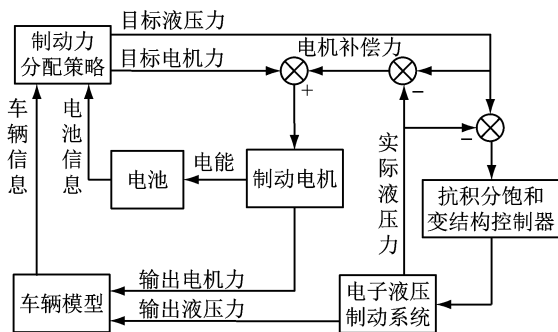 目标液压力
制动力
分配策略
目标电机力
电机补偿力
+
−
−
车辆信息
电池信息
电池
电能
制动电机
实际液压力
抗积分饱和
变结构控制器
输出电机力
车辆模型
输出液压力
电子液压
制动系统